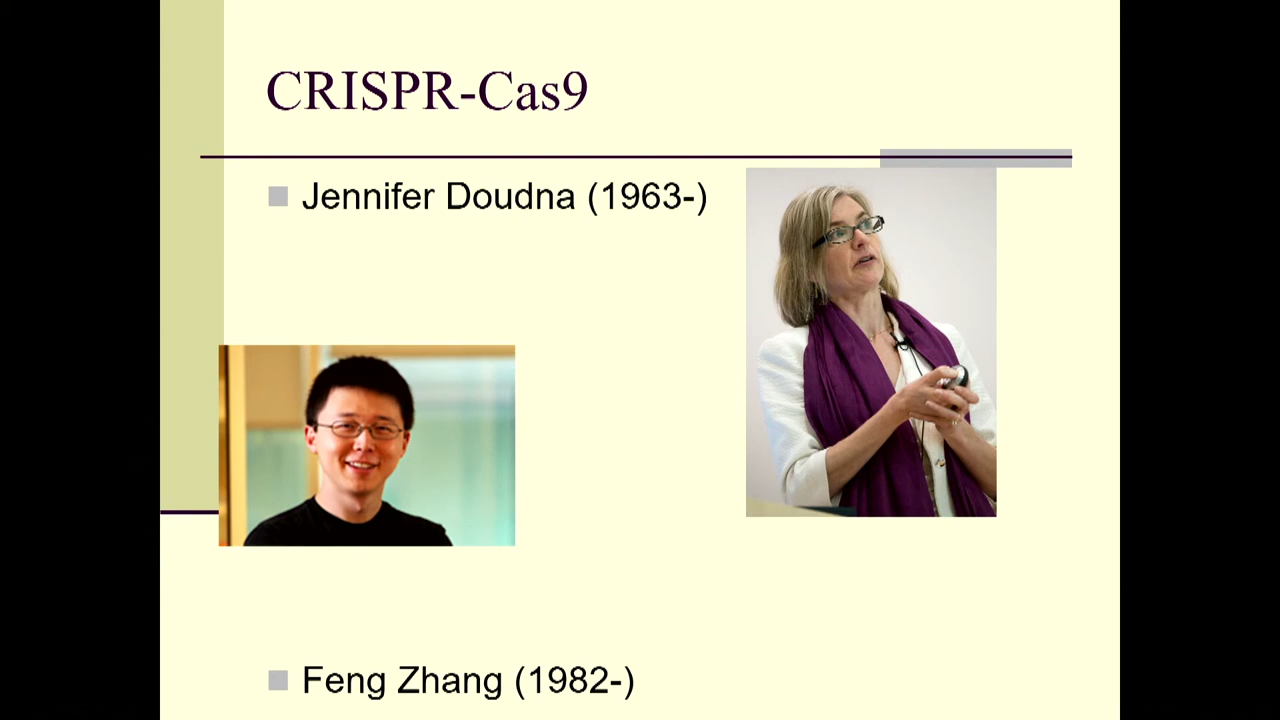 CRISPR-Cas9
Jennifer Doudna (1963-)
Feng Zhang (1982-)